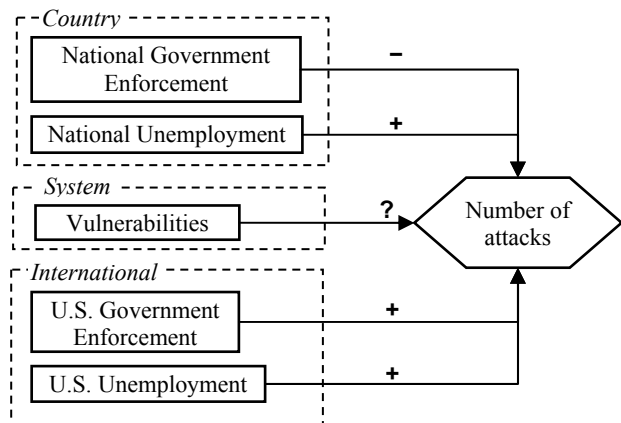 Country
National Government
Enforcement
–
National Unemployment
+
System
Vulnerabilities
?
Number of
attacks
International
U.S. Government
Enforcement
+
U.S. Unemployment
+